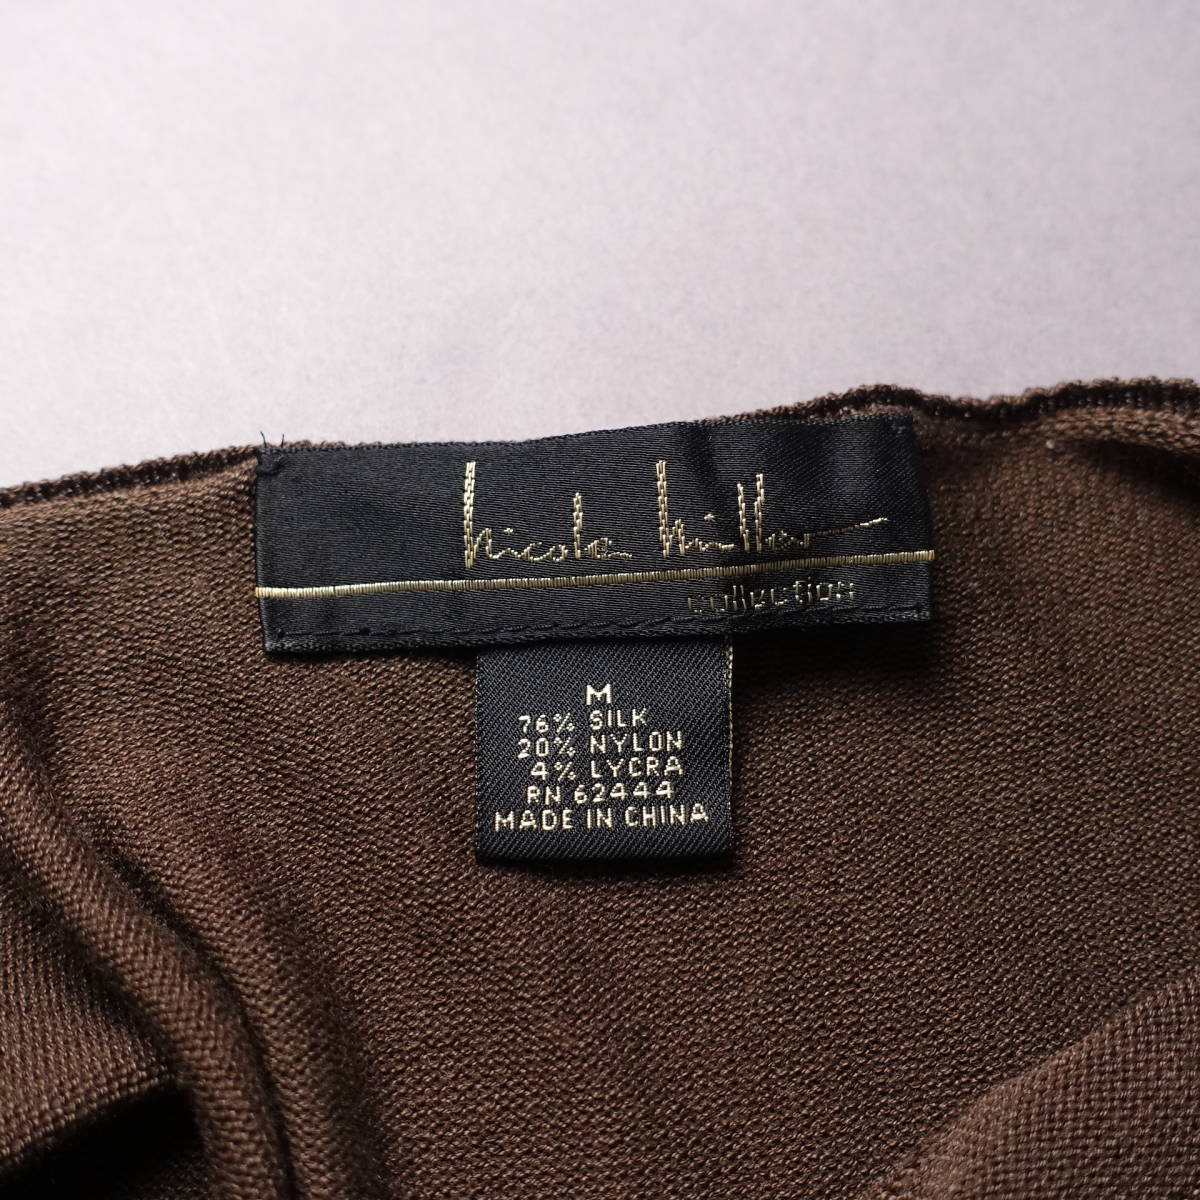 Nicole Miller
collection
M
76% SILK
20% NYLON
4% LYCRA
RN 62444
MADE IN CHINA